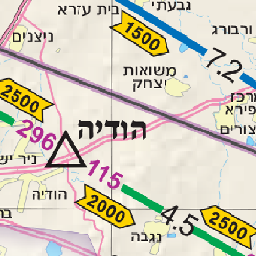 גבעתי
בית עזרא
ורבורג
ניצנים
1500
7.2
משואות
יצחק
2500
מרכז
שפירא
296
הודיה
115
ניר יש
הודיה
2000
4.5
2500
נגבה